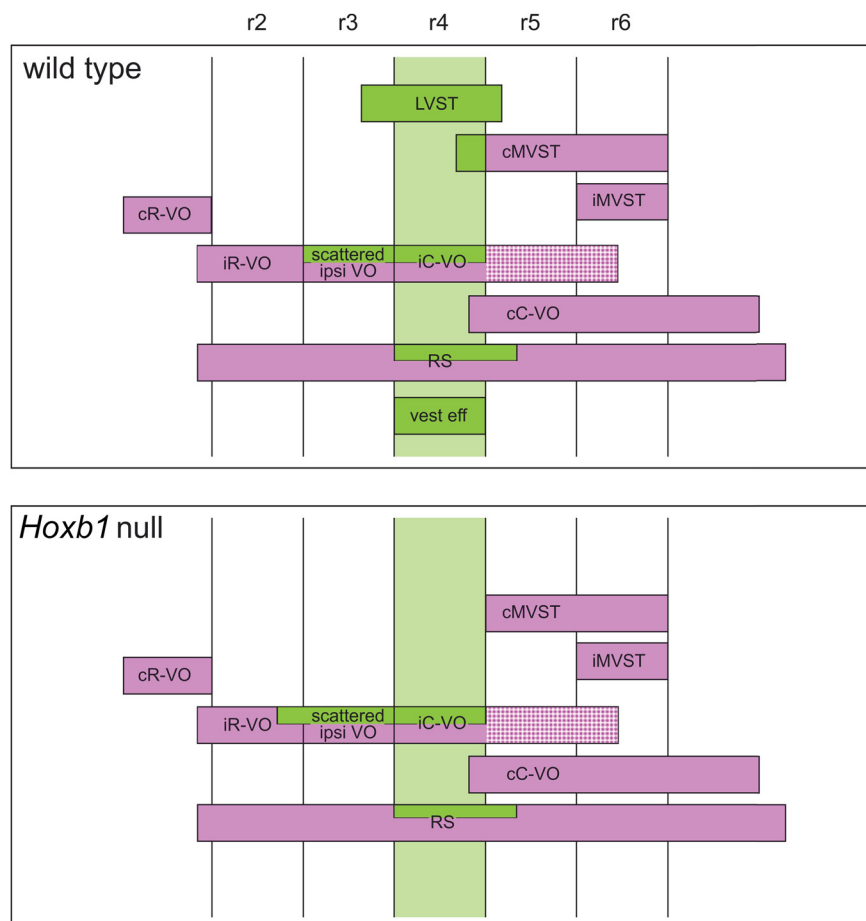 r2 r3 r4 r5 r6
wild type
LVST
cMVST
iMVST
cR-VO
iR-VO scattered ipsi VO iC-VO
cC-VO
RS
vest eff
Hoxb1 null
cMVST
iMVST
cR-VO
iR-VO scattered ipsi VO iC-VO
cC-VO
RS